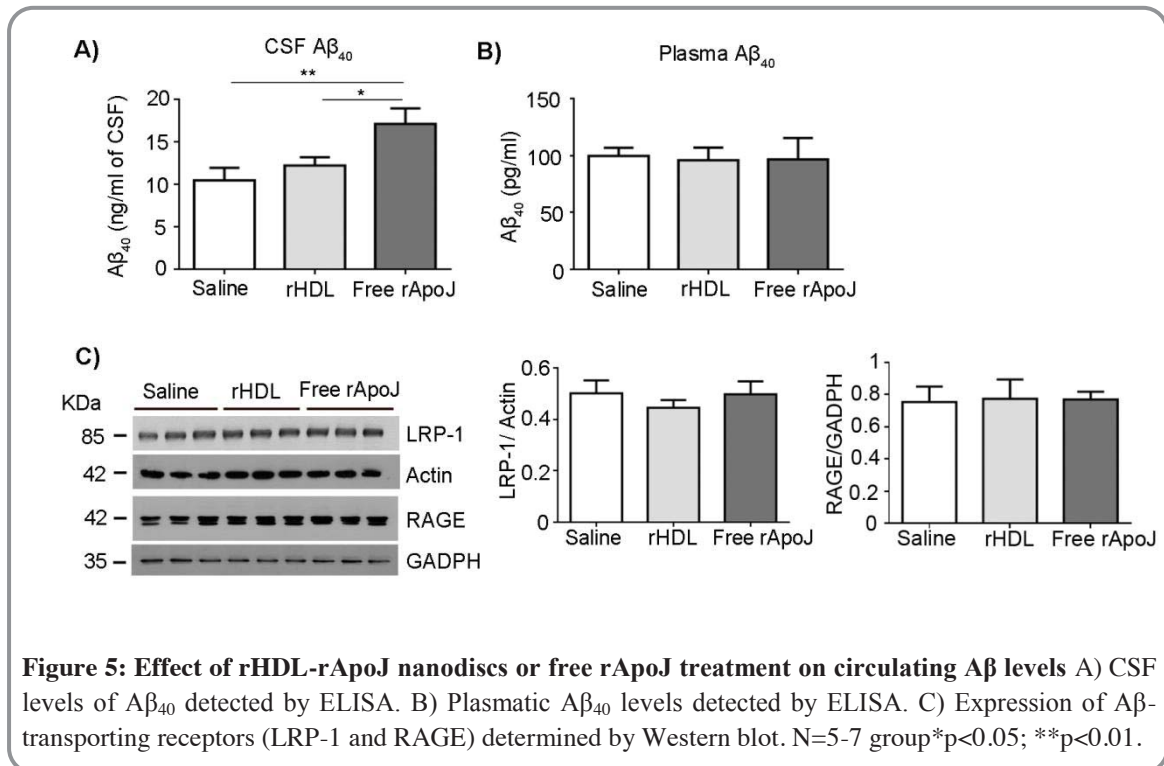 A)
CSF Aβ₄₀
**
*
Aβ₄₀ (ng/ml of CSF)
20
15
10
5
0
Saline rHDL Free rApoJ
B)
Plasma Aβ₄₀
Aβ₄₀ (pg/ml)
150
100
50
0
Saline rHDL Free rApoJ
C)
Saline rHDL Free rApoJ
KDa
85 LRP-1
42 Actin
42 RAGE
35 GADPH
LRP-1/ Actin
0.6
0.4
0.2
0
Saline rHDL Free rApoJ
RAGE/GADPH
1
0.8
0.6
0.4
0.2
0
Saline rHDL Free rApoJ
Figure 5: Effect of rHDL-rApoJ nanodiscs or free rApoJ treatment on circulating Aβ levels A) CSF
levels of Aβ₄₀ detected by ELISA. B) Plasmatic Aβ₄₀ levels detected by ELISA. C) Expression of Aβ-
transporting receptors (LRP-1 and RAGE) determined by Western blot. N=5-7 group*p<0.05; **p<0.01.